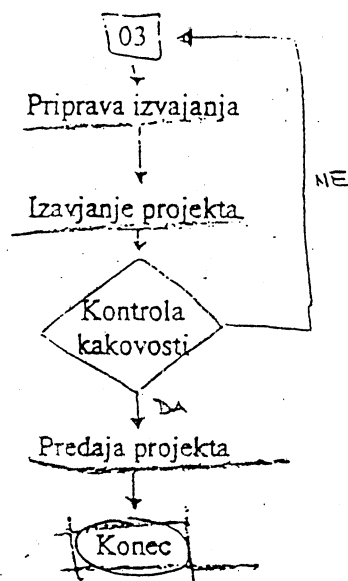 03
Priprava izvajanja
NE
Izavjanje projekta
Kontrola
kakovosti
DA
Predaja projekta
Konec